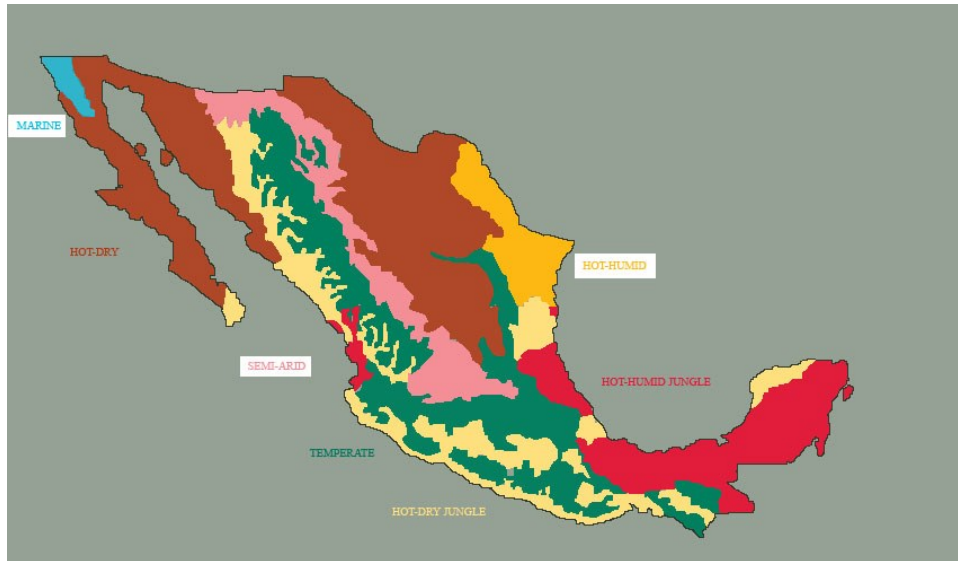 MARINE
HOT-DRY
HOT-HUMID
SEMI-ARID
HOT-HUMID JUNGLE
TEMPERATE
HOT-DRY JUNGLE